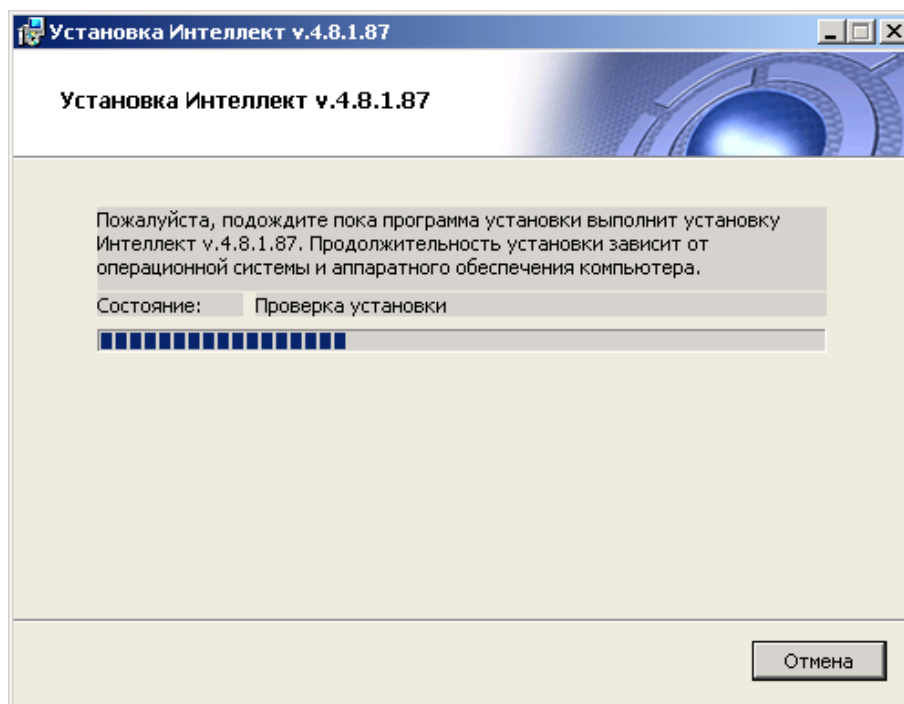 Установка Интеллект v.4.8.1.87
Установка Интеллект v.4.8.1.87
Пожалуйста, подождите пока программа установки выполнит установку
Интеллект v.4.8.1.87. Продолжительность установки зависит от
операционной системы и аппаратного обеспечения компьютера.
Состояние: Проверка установки
Отмена